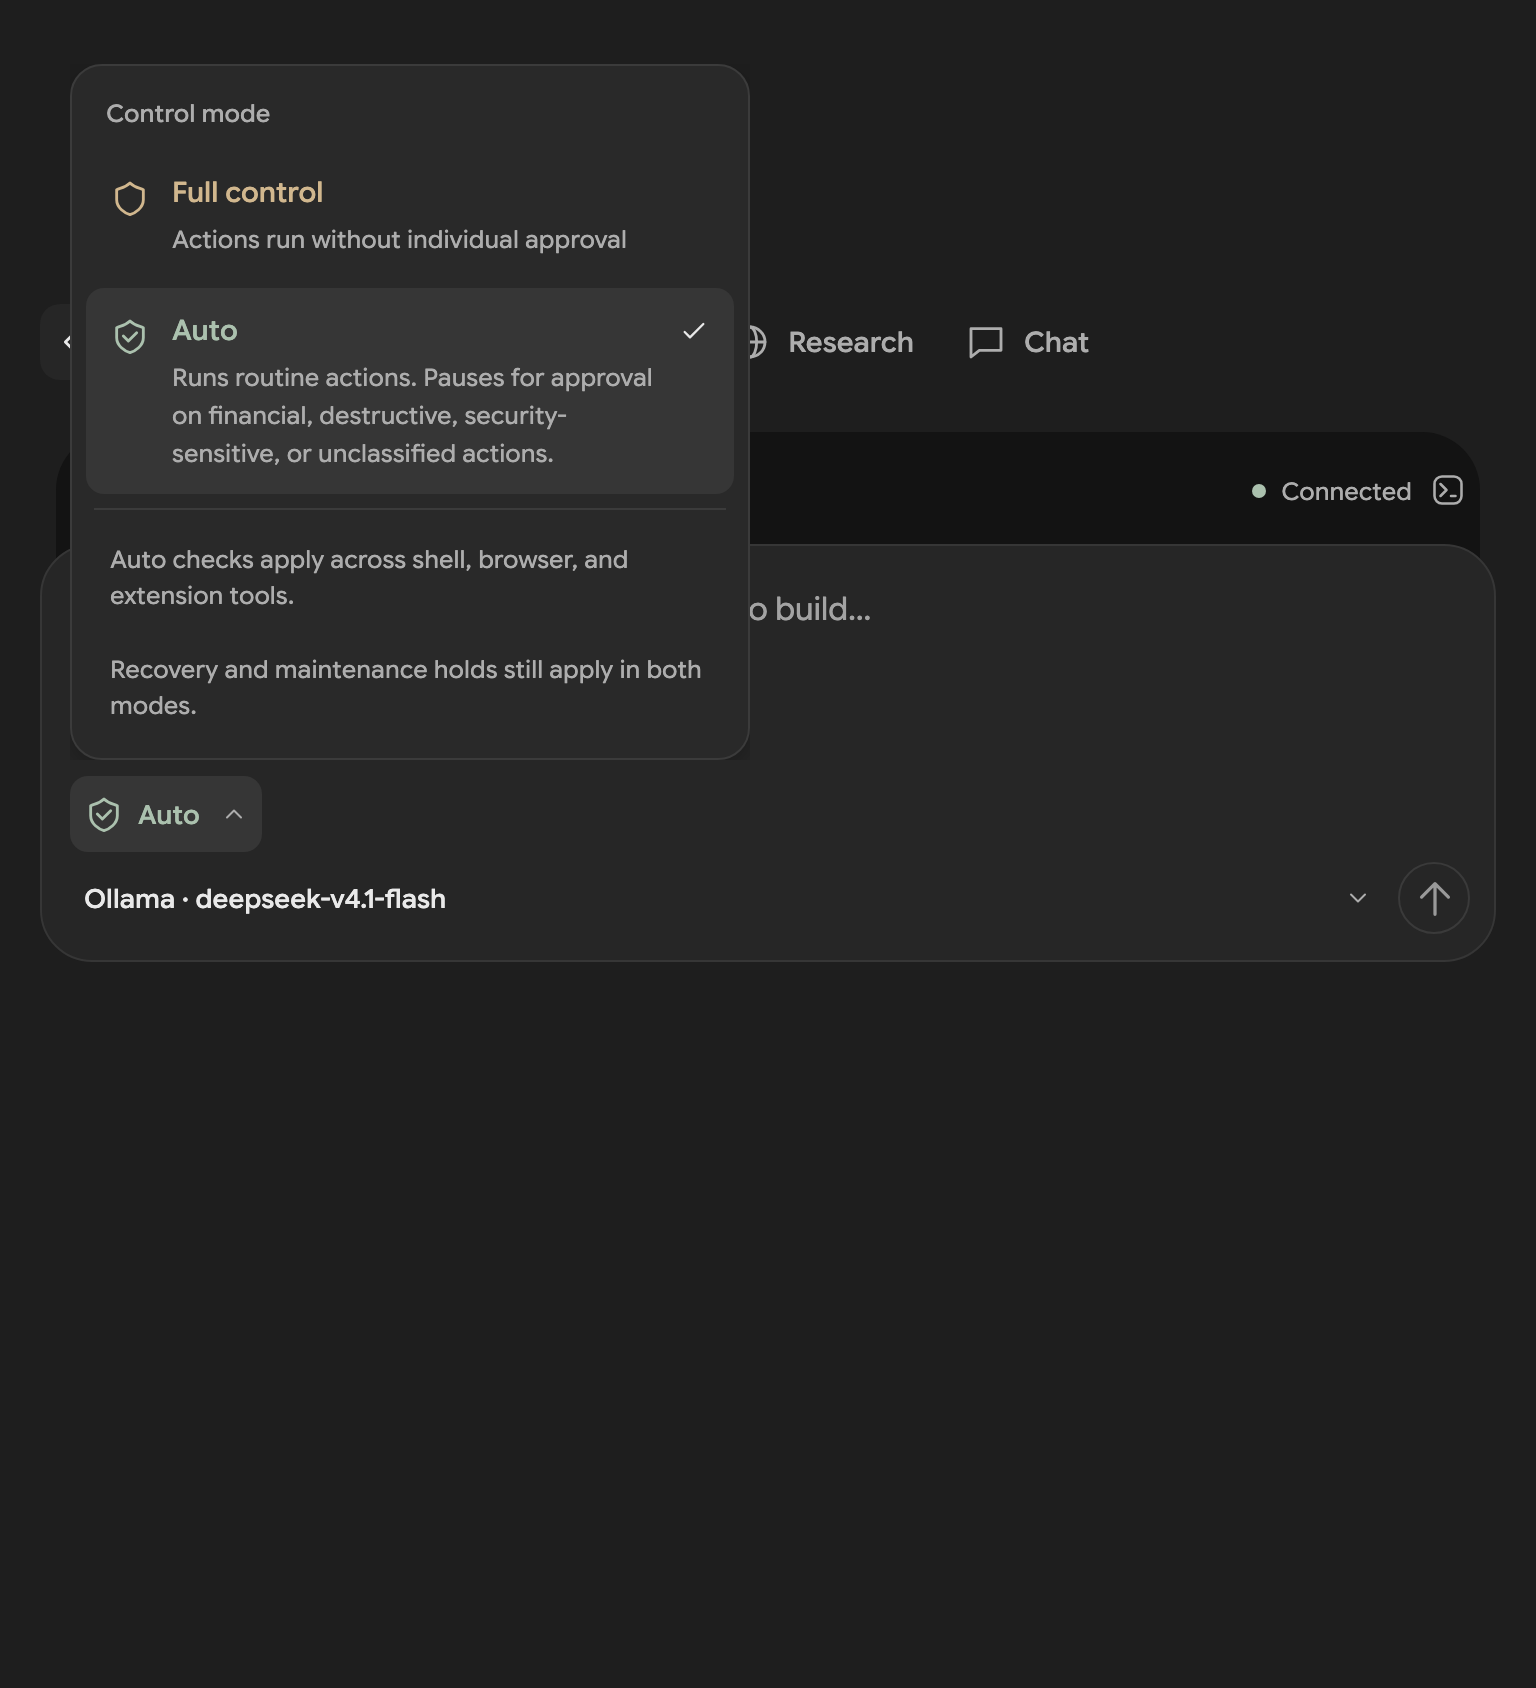 Control mode
Full control
Actions run without individual approval
Auto
Runs routine actions. Pauses for approval
on financial, destructive, security-
sensitive, or unclassified actions.
Research
Chat
Connected
Auto checks apply across shell, browser, and
extension tools.
o build...
Recovery and maintenance holds still apply in both
modes.
Auto
Ollama · deepseek-v4.1-flash